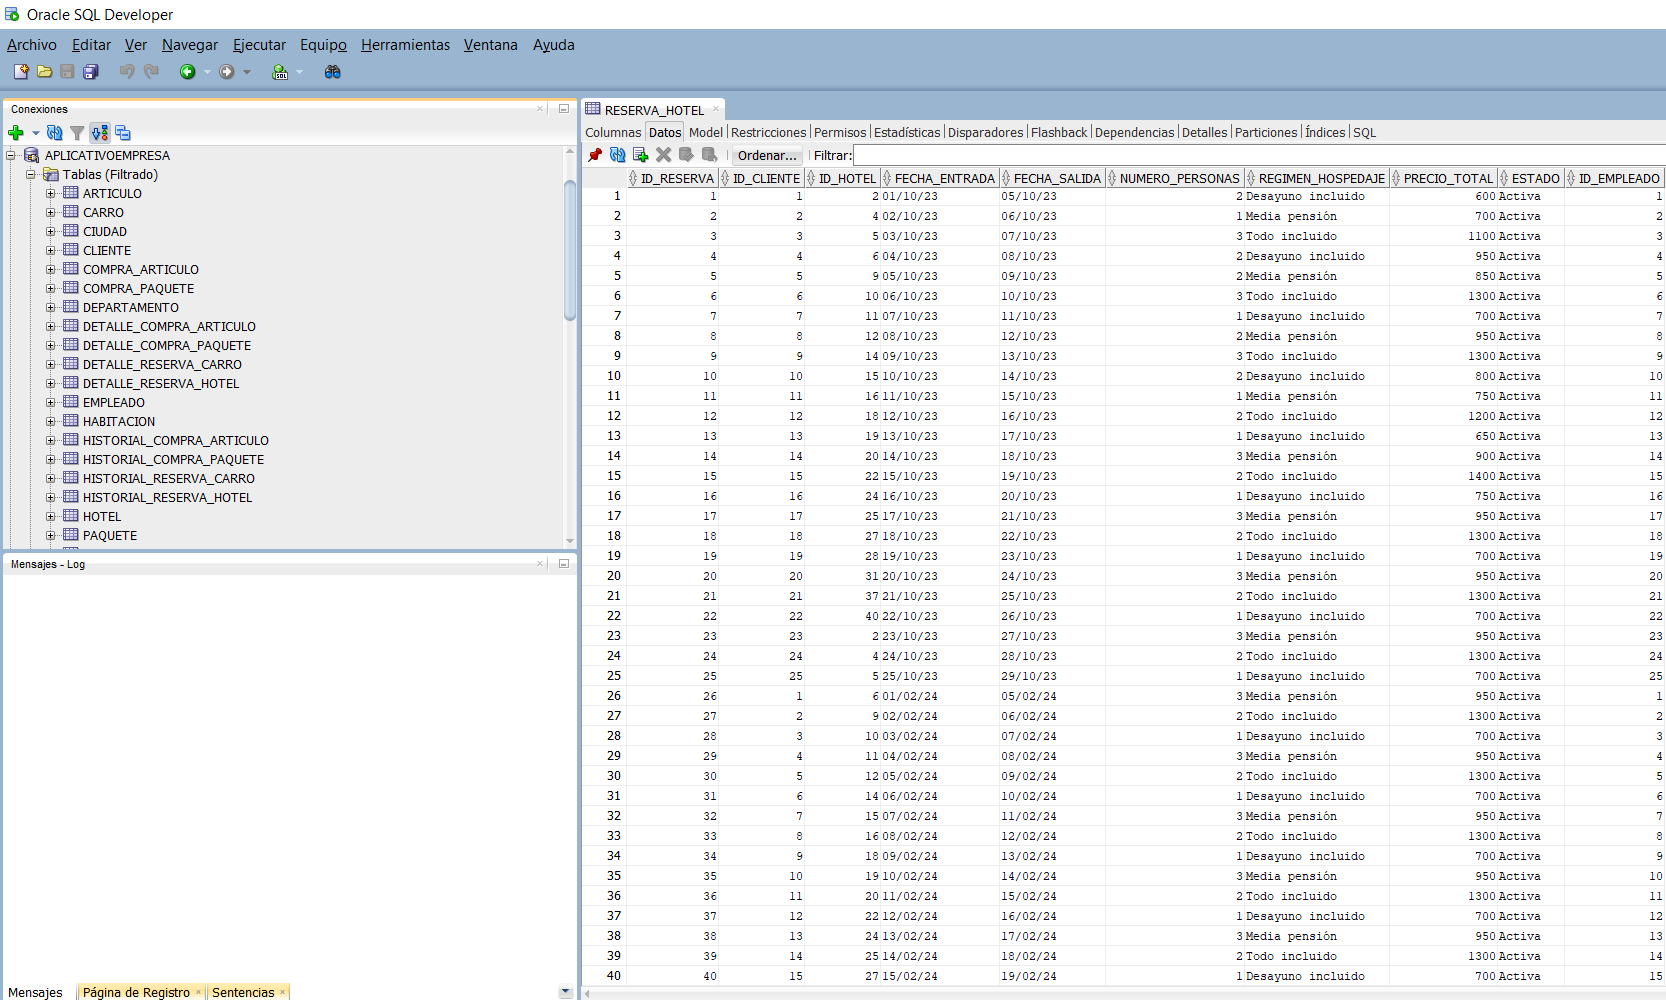 Oracle SQL Developer
Archivo Editar Ver Navegar Ejecutar Equipo Herramientas Ventana Ayuda
Conexiones
APLICATIVOEMPRESA
Tablas (Filtrado)
ARTICULO
CARRO
CIUDAD
CLIENTE
COMPRA_ARTICULO
COMPRA_PAQUETE
DEPARTAMENTO
DETALLE_COMPRA_ARTICULO
DETALLE_COMPRA_PAQUETE
DETALLE_RESERVA_CARRO
DETALLE_RESERVA_HOTEL
EMPLEADO
HABITACION
HISTORIAL_COMPRA_ARTICULO
HISTORIAL_COMPRA_PAQUETE
HISTORIAL_RESERVA_CARRO
HISTORIAL_RESERVA_HOTEL
HOTEL
PAQUETE
Mensajes - Log
Mensajes Página de Registro Sentencias
RESERVA_HOTEL
Columnas Datos Model Restricciones Permisos Estadísticas Disparadores Flashback Dependencias Detalles Particiones Índices SQL
Ordenar... Filtrar:
ID_RESERVA ID_CLIENTE ID_HOTEL FECHA_ENTRADA FECHA_SALIDA NUMERO_PERSONAS REGIMEN_HOSPEDAJE PRECIO_TOTAL ESTADO ID_EMPLEADO
1 1 1 2 01/10/23 05/10/23 2 Desayuno incluido 600 Activa 1
2 2 2 4 02/10/23 06/10/23 1 Media pensión 700 Activa 2
3 3 3 5 03/10/23 07/10/23 3 Todo incluido 1100 Activa 3
4 4 4 6 04/10/23 08/10/23 2 Desayuno incluido 950 Activa 4
5 5 5 9 05/10/23 09/10/23 2 Media pensión 850 Activa 5
6 6 6 10 06/10/23 10/10/23 3 Todo incluido 1300 Activa 6
7 7 7 11 07/10/23 11/10/23 1 Desayuno incluido 700 Activa 7
8 8 8 12 08/10/23 12/10/23 2 Media pensión 950 Activa 8
9 9 9 14 09/10/23 13/10/23 3 Todo incluido 1300 Activa 9
10 10 10 15 10/10/23 14/10/23 2 Desayuno incluido 800 Activa 10
11 11 11 16 11/10/23 15/10/23 1 Media pensión 750 Activa 11
12 12 12 18 12/10/23 16/10/23 2 Todo incluido 1200 Activa 12
13 13 13 19 13/10/23 17/10/23 1 Desayuno incluido 650 Activa 13
14 14 14 20 14/10/23 18/10/23 3 Media pensión 900 Activa 14
15 15 15 22 15/10/23 19/10/23 2 Todo incluido 1400 Activa 15
16 16 16 24 16/10/23 20/10/23 1 Desayuno incluido 750 Activa 16
17 17 17 25 17/10/23 21/10/23 3 Media pensión 950 Activa 17
18 18 18 27 18/10/23 22/10/23 2 Todo incluido 1300 Activa 18
19 19 19 28 19/10/23 23/10/23 1 Desayuno incluido 700 Activa 19
20 20 20 31 20/10/23 24/10/23 3 Media pensión 950 Activa 20
21 21 21 37 21/10/23 25/10/23 2 Todo incluido 1300 Activa 21
22 22 22 40 22/10/23 26/10/23 1 Desayuno incluido 700 Activa 22
23 23 23 2 23/10/23 27/10/23 3 Media pensión 950 Activa 23
24 24 24 4 24/10/23 28/10/23 2 Todo incluido 1300 Activa 24
25 25 25 5 25/10/23 29/10/23 1 Desayuno incluido 700 Activa 25
26 26 1 6 01/02/24 05/02/24 3 Media pensión 950 Activa 1
27 27 2 9 02/02/24 06/02/24 2 Todo incluido 1300 Activa 2
28 28 3 10 03/02/24 07/02/24 1 Desayuno incluido 700 Activa 3
29 29 4 11 04/02/24 08/02/24 3 Media pensión 950 Activa 4
30 30 5 12 05/02/24 09/02/24 2 Todo incluido 1300 Activa 5
31 31 6 14 06/02/24 10/02/24 1 Desayuno incluido 700 Activa 6
32 32 7 15 07/02/24 11/02/24 3 Media pensión 950 Activa 7
33 33 8 16 08/02/24 12/02/24 2 Todo incluido 1300 Activa 8
34 34 9 18 09/02/24 13/02/24 1 Desayuno incluido 700 Activa 9
35 35 10 19 10/02/24 14/02/24 3 Media pensión 950 Activa 10
36 36 11 20 11/02/24 15/02/24 2 Todo incluido 1300 Activa 11
37 37 12 22 12/02/24 16/02/24 1 Desayuno incluido 700 Activa 12
38 38 13 24 13/02/24 17/02/24 3 Media pensión 950 Activa 13
39 39 14 25 14/02/24 18/02/24 2 Todo incluido 1300 Activa 14
40 40 15 27 15/02/24 19/02/24 1 Desayuno incluido 700 Activa 15